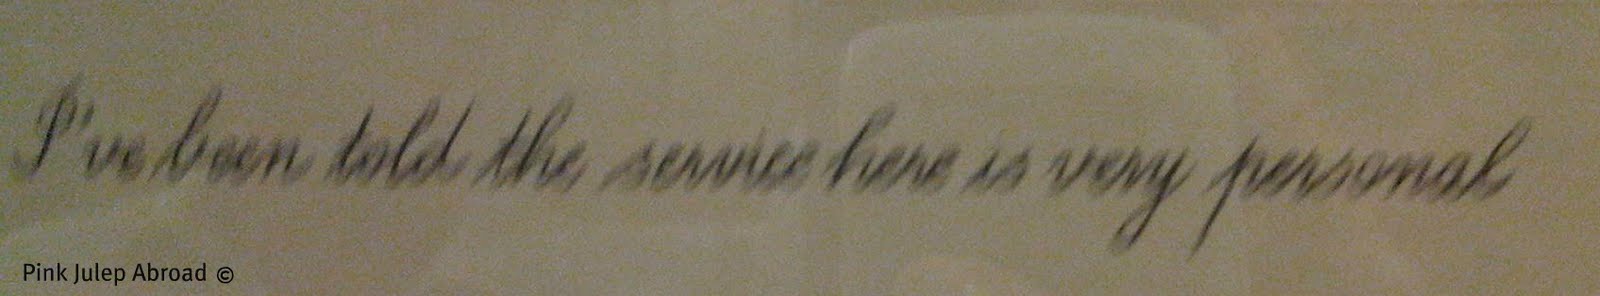 I've been told the service here is very personal
Pink Julep Abroad ©